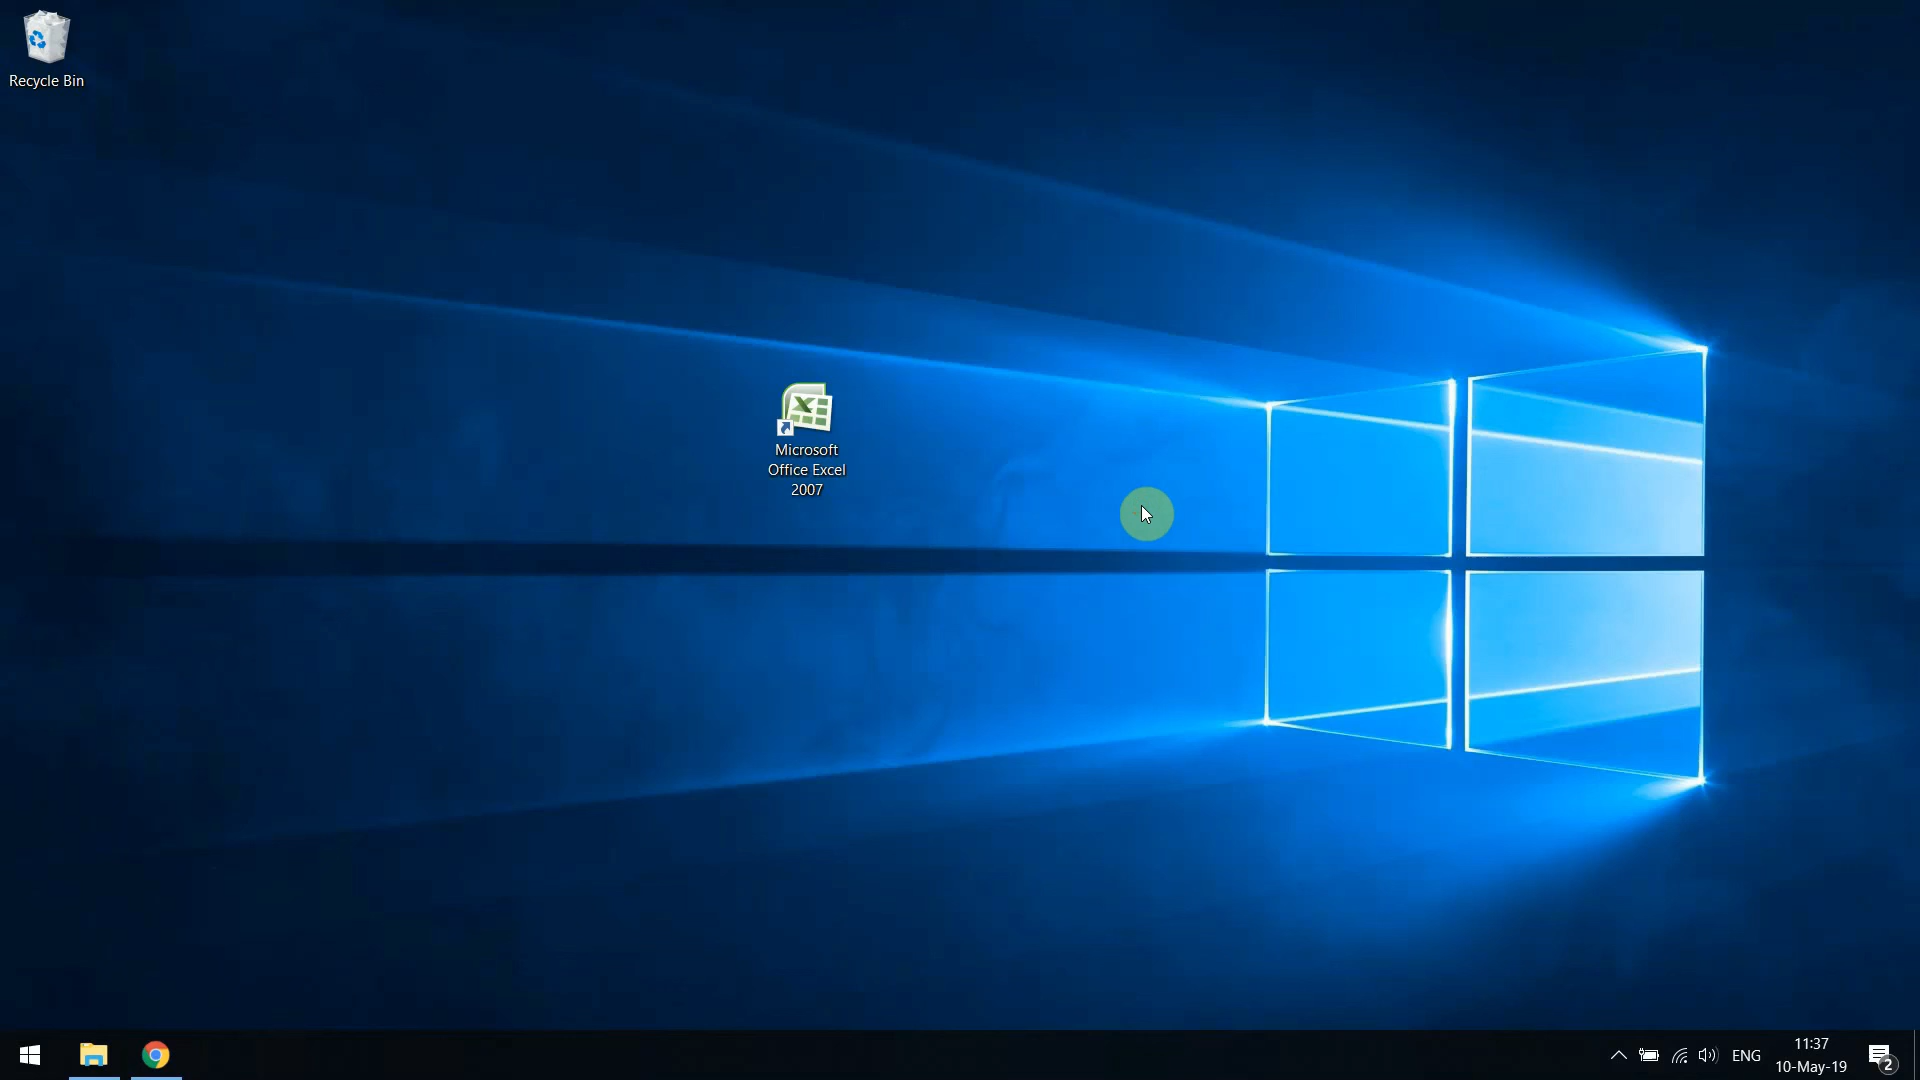 Recycle Bin
Microsoft
Office Excel
2007
ENG
11:37
10-May-19
2